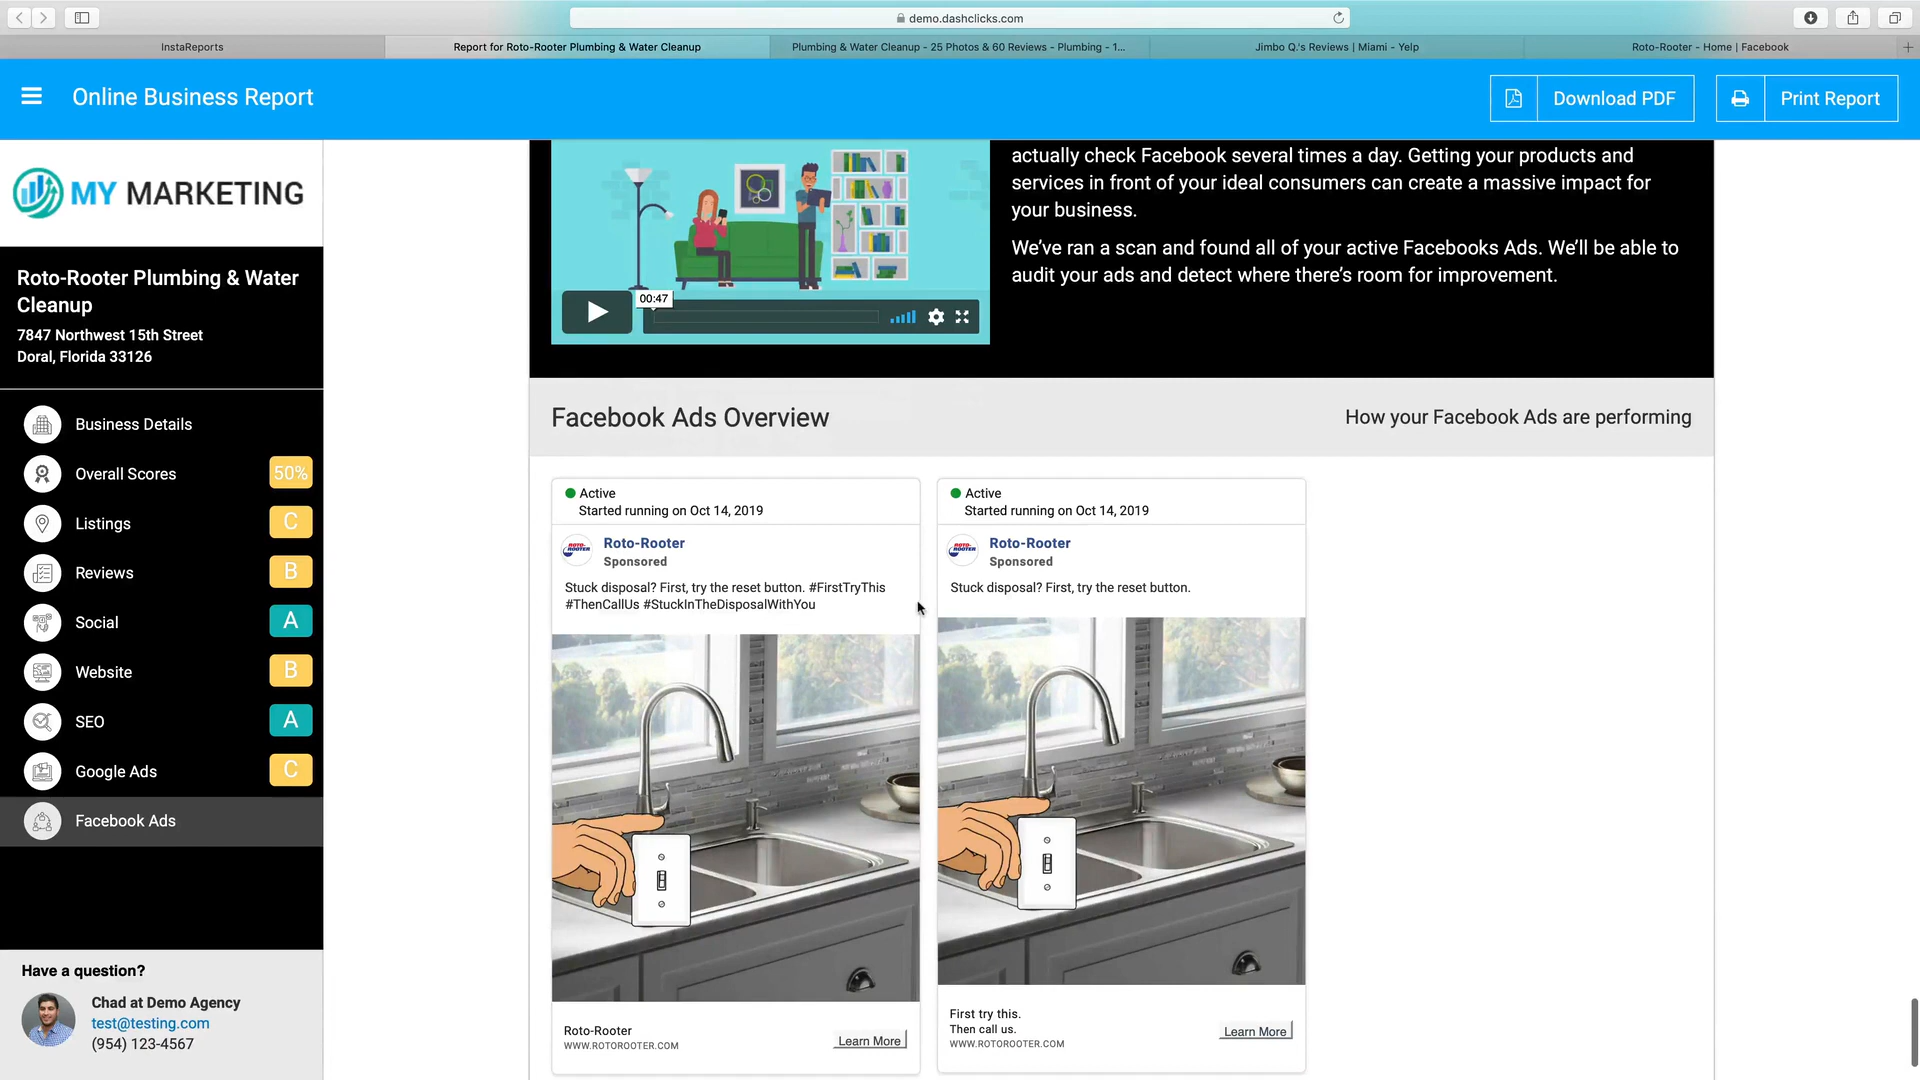 demo.dashclicks.com
InstaReports
Report for Roto-Rooter Plumbing & Water Cleanup
Plumbing & Water Cleanup - 25 Photos & 60 Reviews - Plumbing - 1...
Jimbo Q.'s Reviews | Miami - Yelp
Roto-Rooter - Home | Facebook
Online Business Report
Download PDF
Print Report
MY MARKETING
Roto-Rooter Plumbing & Water
Cleanup
7847 Northwest 15th Street
Doral, Florida 33126
Business Details
Overall Scores 50%
Listings C
Reviews B
Social A
Website B
SEO A
Google Ads C
Facebook Ads
Have a question?
Chad at Demo Agency
test@testing.com
(954) 123-4567
00:47
actually check Facebook several times a day. Getting your products and
services in front of your ideal consumers can create a massive impact for
your business.
We've ran a scan and found all of your active Facebooks Ads. We'll be able to
audit your ads and detect where there's room for improvement.
Facebook Ads Overview
How your Facebook Ads are performing
Active
Started running on Oct 14, 2019
ROTO-ROOTER
Roto-Rooter
Sponsored
Stuck disposal? First, try the reset button. #FirstTryThis
#ThenCallUs #StuckInTheDisposalWithYou
Roto-Rooter
WWW.ROTOROOTER.COM
Learn More
Active
Started running on Oct 14, 2019
ROTO-ROOTER
Roto-Rooter
Sponsored
Stuck disposal? First, try the reset button.
First try this.
Then call us.
WWW.ROTOROOTER.COM
Learn More